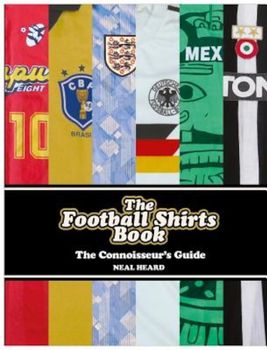 MEX
TON
EIGHT
CBF
BRASIL
10
The
Football Shirts
Book
The Connoisseur's Guide
NEAL HEARD